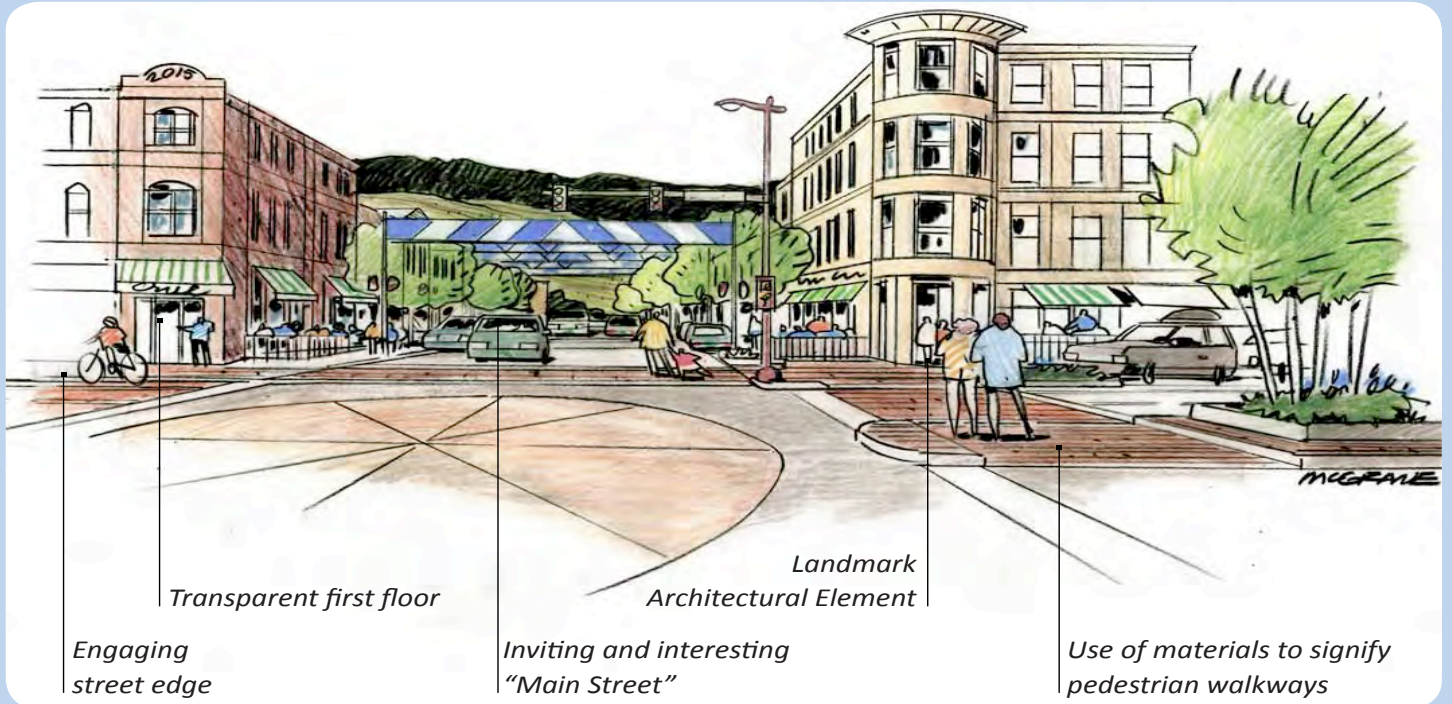 2015
McGRANE
Transparent first floor
Landmark
Architectural Element
Engaging
street edge
Inviting and interesting
“Main Street”
Use of materials to signify
pedestrian walkways